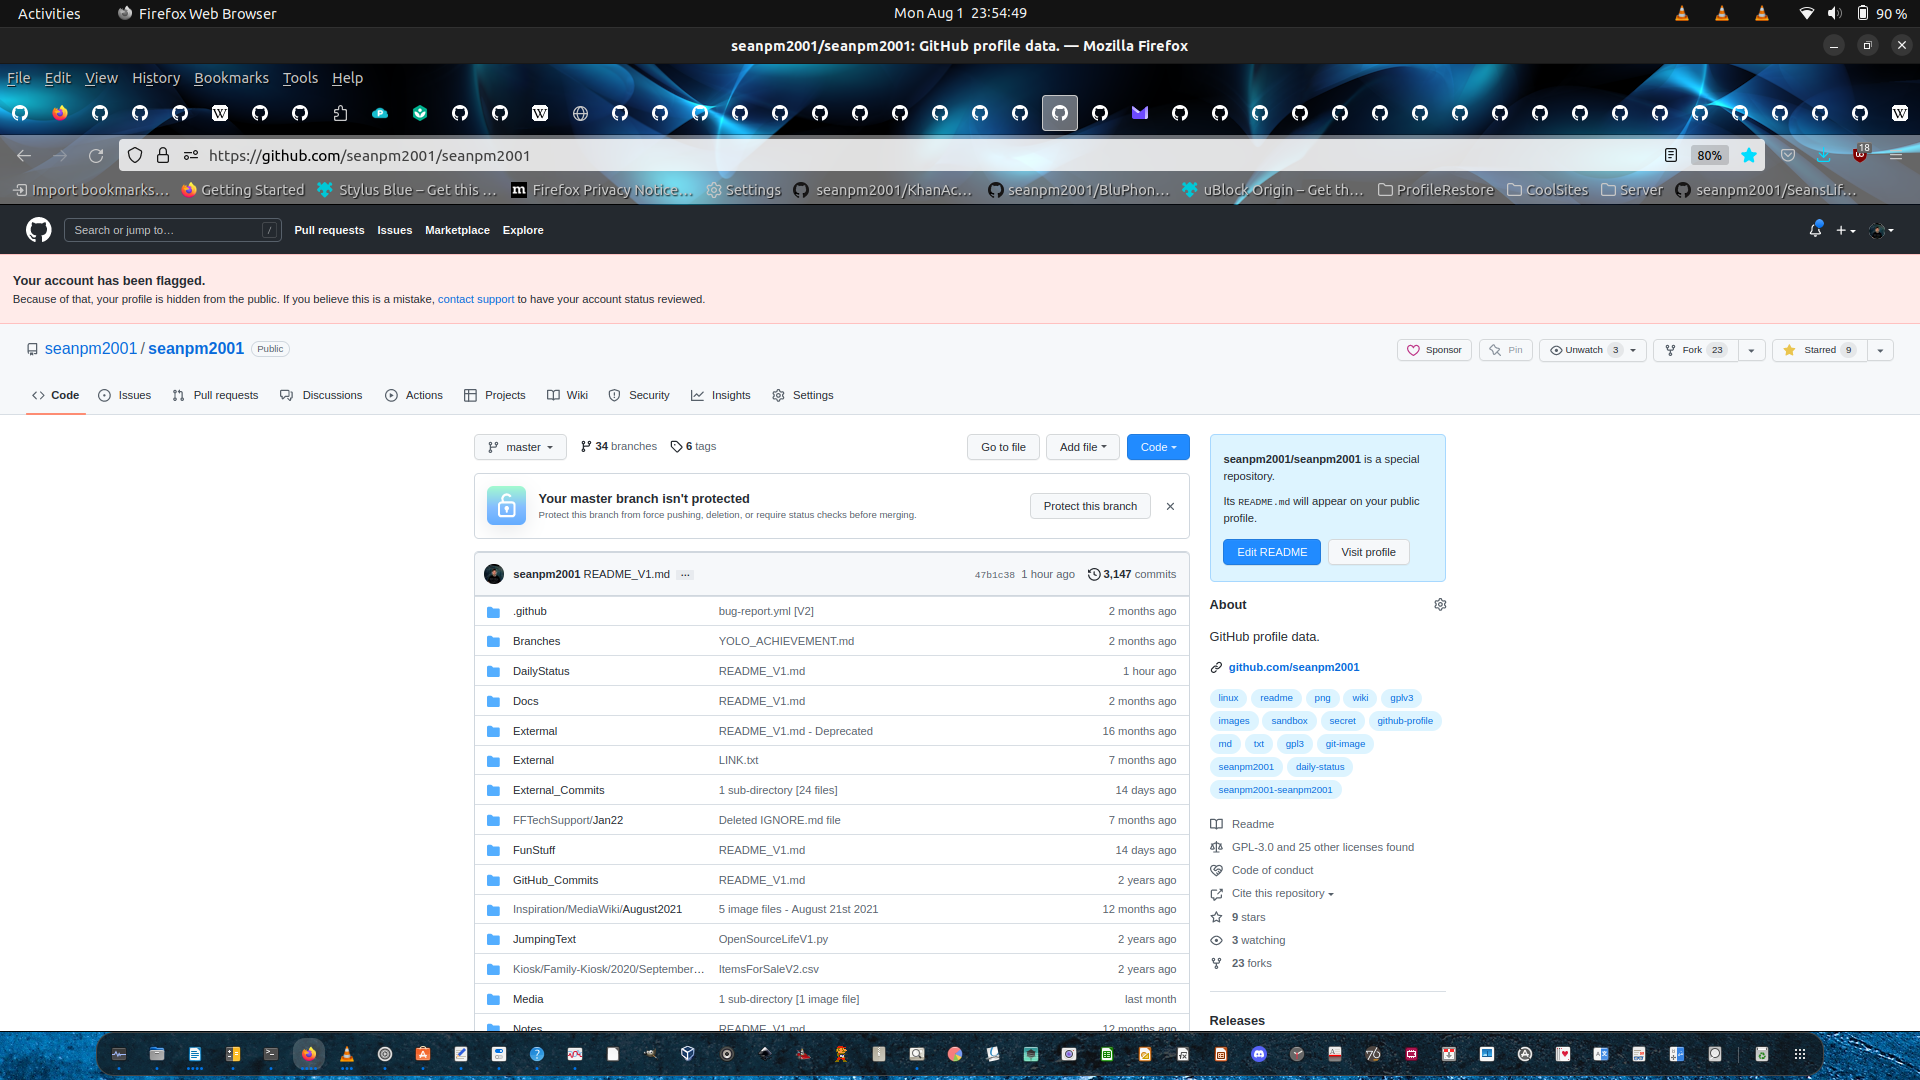 Activities Firefox Web Browser Mon Aug 1 23:54:49 90 %
seanpm2001/seanpm2001: GitHub profile data. — Mozilla Firefox
File Edit View History Bookmarks Tools Help
https://github.com/seanpm2001/seanpm2001 80% 18
Import bookmarks… Getting Started Stylus Blue – Get this … Firefox Privacy Notice… Settings seanpm2001/KhanAc… seanpm2001/BluPhon… uBlock Origin – Get th… ProfileRestore CoolSites Server seanpm2001/SeansLif…
Search or jump to… / Pull requests Issues Marketplace Explore
Your account has been flagged.
Because of that, your profile is hidden from the public. If you believe this is a mistake, contact support to have your account status reviewed.
seanpm2001 / seanpm2001 Public Sponsor Pin Unwatch 3 Fork 23 Starred 9
Code Issues Pull requests Discussions Actions Projects Wiki Security Insights Settings
master 34 branches 6 tags Go to file Add file Code
Your master branch isn't protected
Protect this branch from force pushing, deletion, or require status checks before merging.
Protect this branch
seanpm2001 README_V1.md … 47b1c38 1 hour ago 3,147 commits
.github bug-report.yml [V2] 2 months ago
Branches YOLO_ACHIEVEMENT.md 2 months ago
DailyStatus README_V1.md 1 hour ago
Docs README_V1.md 2 months ago
Extermal README_V1.md - Deprecated 16 months ago
External LINK.txt 7 months ago
External_Commits 1 sub-directory [24 files] 14 days ago
FFTechSupport/Jan22 Deleted IGNORE.md file 7 months ago
FunStuff README_V1.md 14 days ago
GitHub_Commits README_V1.md 2 years ago
Inspiration/MediaWiki/August2021 5 image files - August 21st 2021 12 months ago
JumpingText OpenSourceLifeV1.py 2 years ago
Kiosk/Family-Kiosk/2020/September… ItemsForSaleV2.csv 2 years ago
Media 1 sub-directory [1 image file] last month
Notes README_V1.md 12 months ago
seanpm2001/seanpm2001 is a special
repository.
Its README.md will appear on your public
profile.
Edit README Visit profile
About
GitHub profile data.
github.com/seanpm2001
linux readme png wiki gplv3
images sandbox secret github-profile
md txt gpl3 git-image
seanpm2001 daily-status
seanpm2001-seanpm2001
Readme
GPL-3.0 and 25 other licenses found
Code of conduct
Cite this repository
9 stars
3 watching
23 forks
Releases